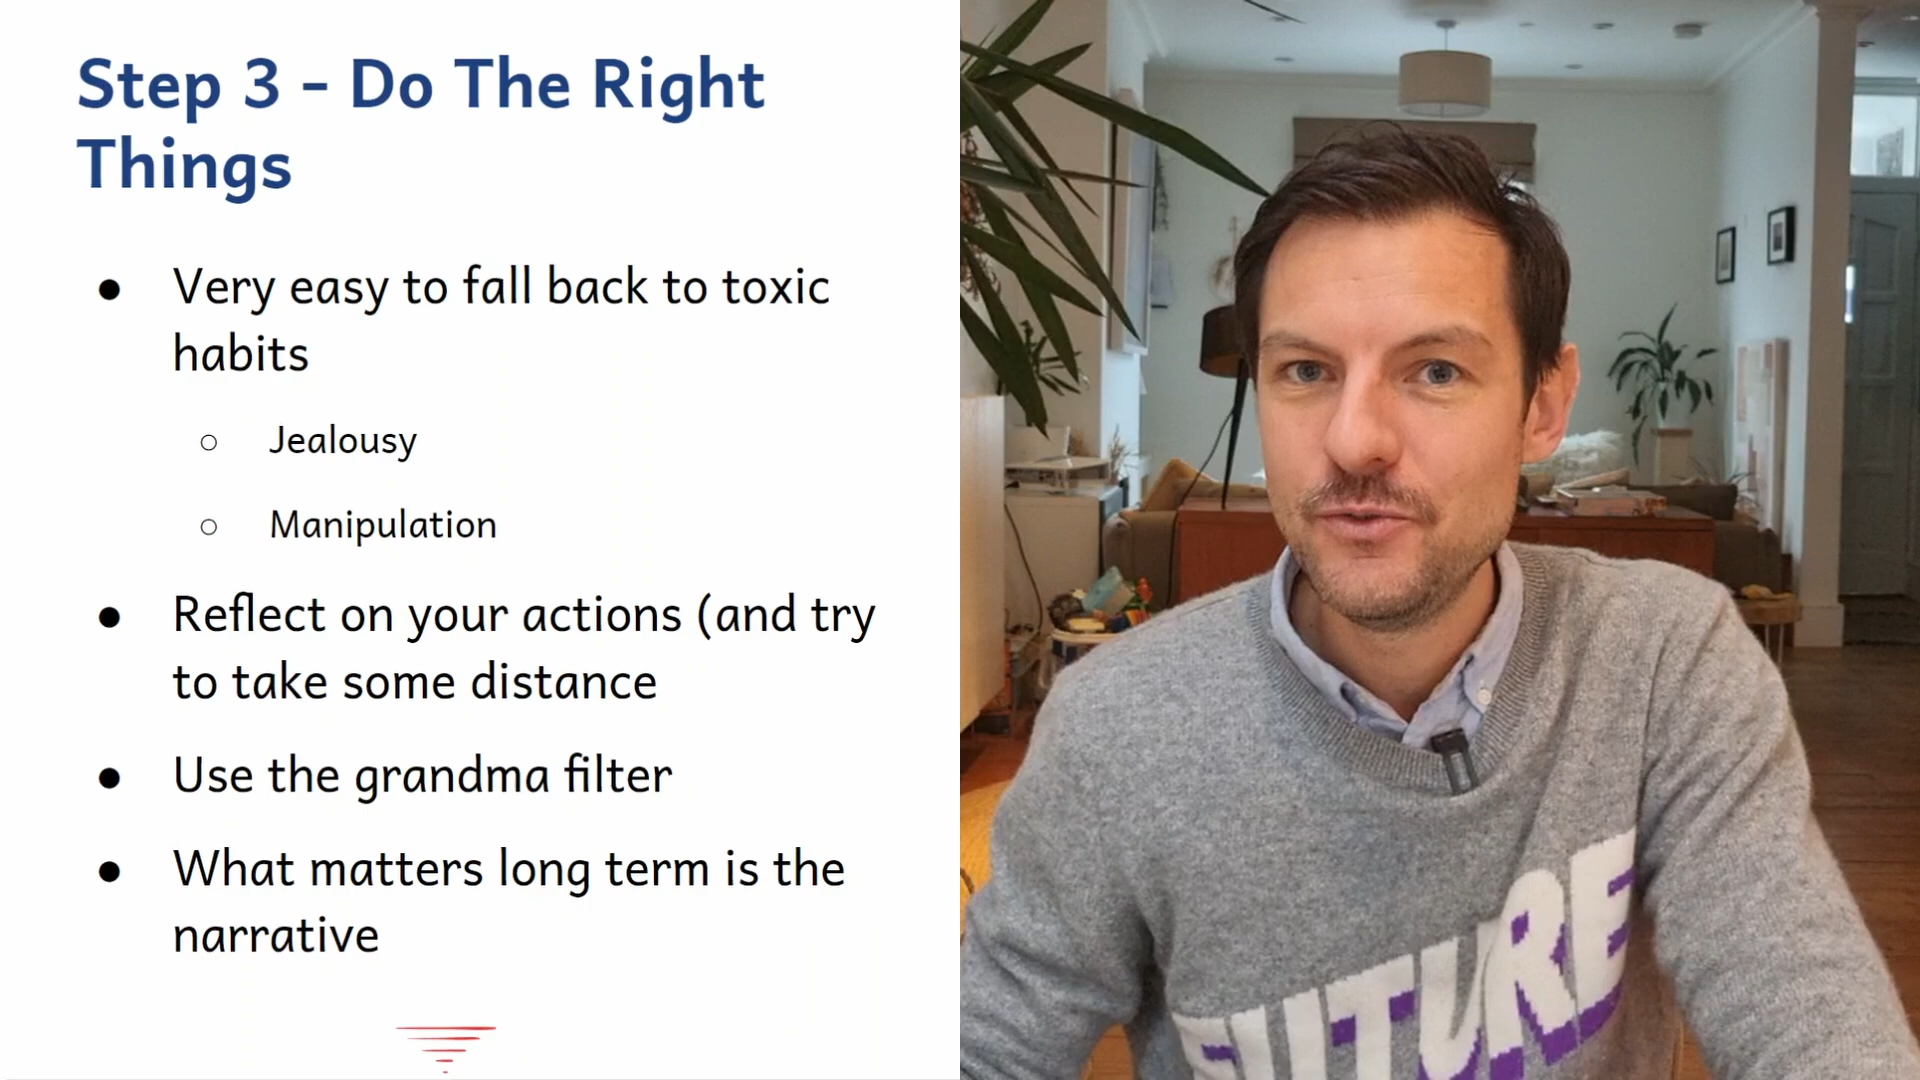 Step 3 - Do The Right
Things
● Very easy to fall back to toxic
habits
○ Jealousy
○ Manipulation
● Reflect on your actions (and try
to take some distance
● Use the grandma filter
● What matters long term is the
narrative
FUTURE